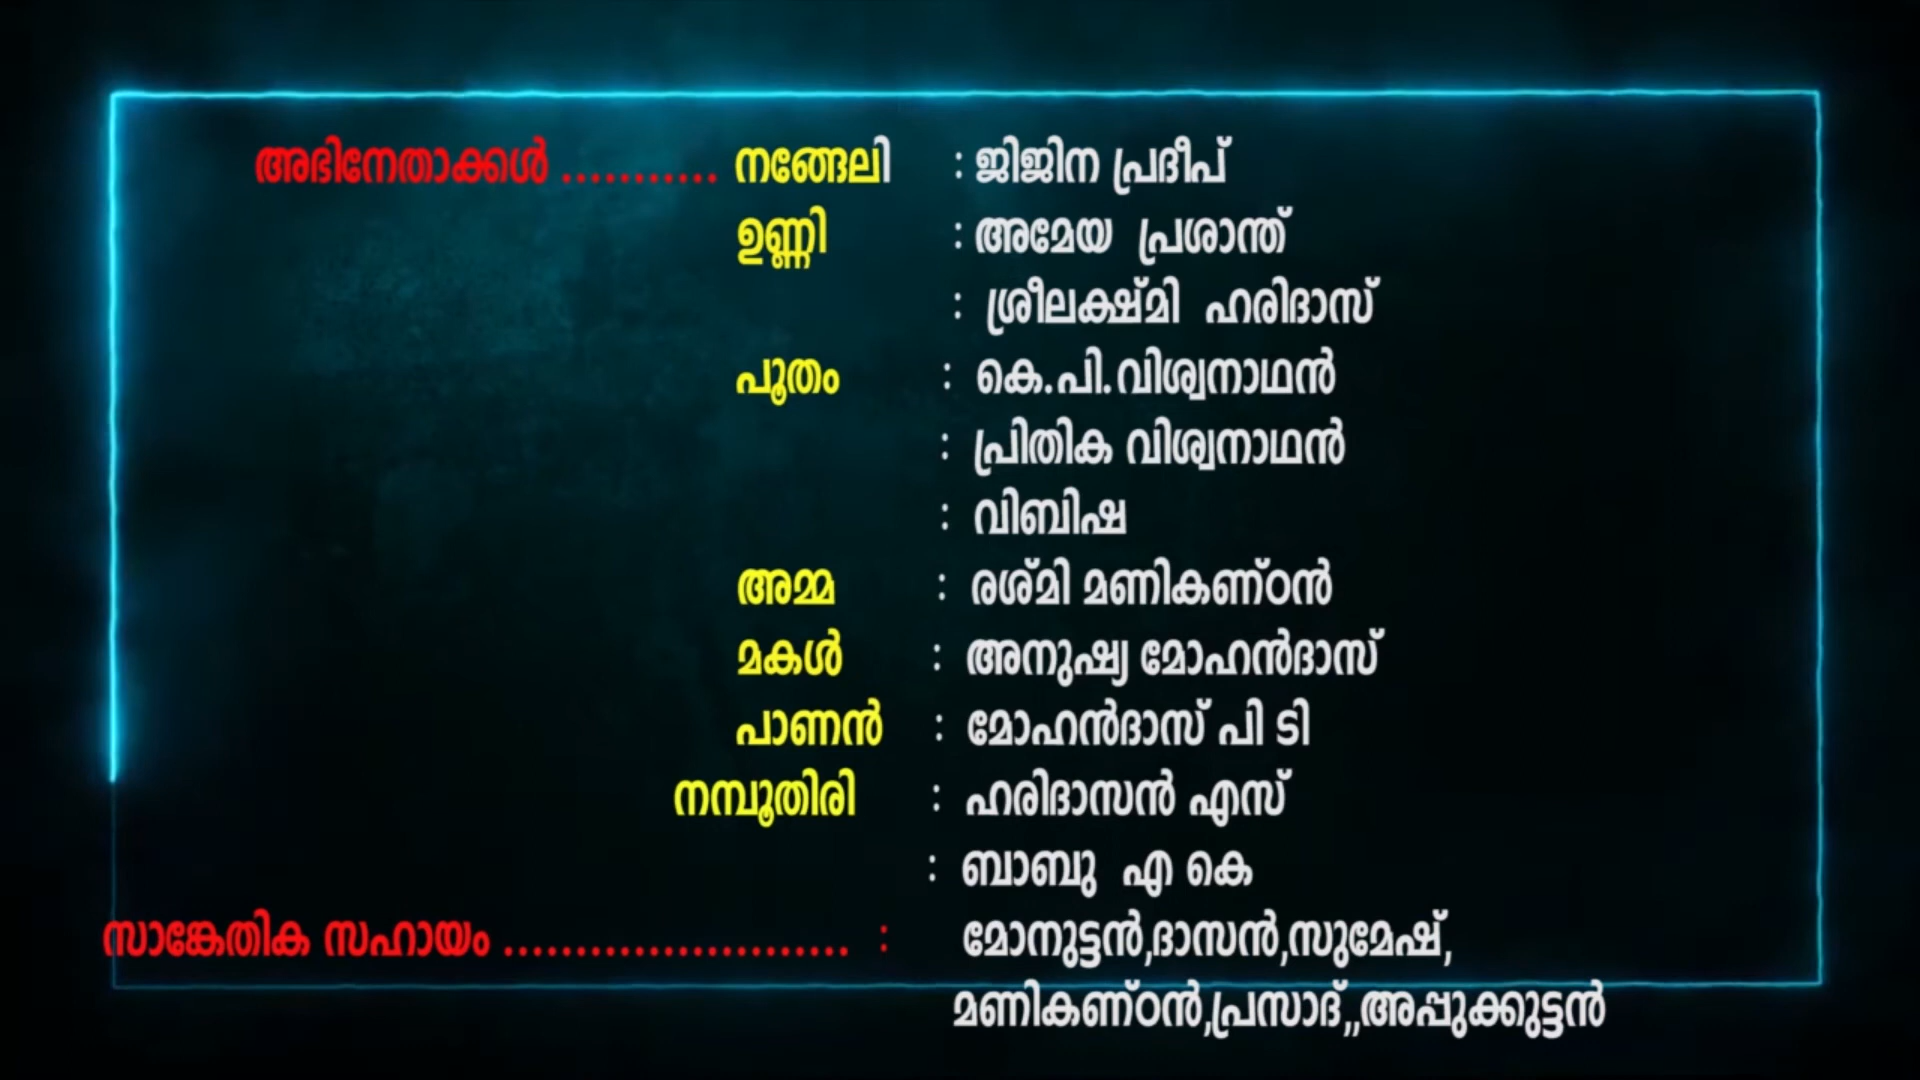 അഭിനേതാക്കൾ ........... നങ്ങേലി : ജിജിന പ്രദീപ്
ഉണ്ണി : അമേയ പ്രശാന്ത്
: ശ്രീലക്ഷ്മി ഹരിദാസ്
പൂതം : കെ.പി.വിശ്വനാഥൻ
: പ്രിതിക വിശ്വനാഥൻ
: വിബിഷ
അമ്മ : രശ്മി മണികണ്ഠൻ
മകൾ : അനുഷ്യ മോഹൻദാസ്
പാണൻ : മോഹൻദാസ് പി ടി
നമ്പൂതിരി : ഹരിദാസൻ എസ്
: ബാബു എ കെ
സാങ്കേതിക സഹായം ........................ : മോനുട്ടൻ,ദാസൻ,സുമേഷ്,
മണികണ്ഠൻ,പ്രസാദ്,,അപ്പുക്കുട്ടൻ